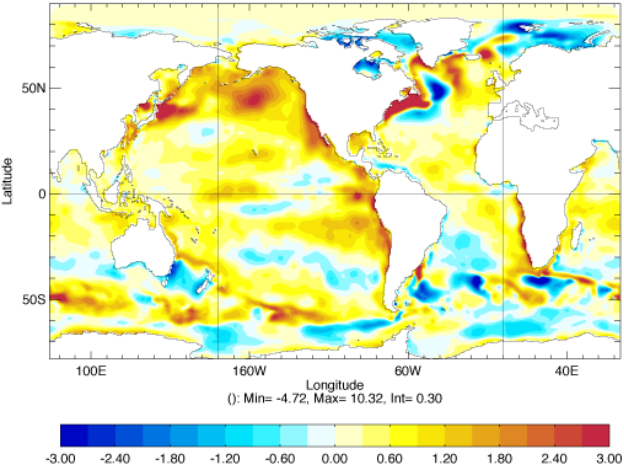 50N
Latitude
0
50S
100E 160W 60W 40E
Longitude
(): Min= -4.72, Max= 10.32, Int= 0.30
-3.00 -2.40 -1.80 -1.20 -0.60 0.00 0.60 1.20 1.80 2.40 3.00